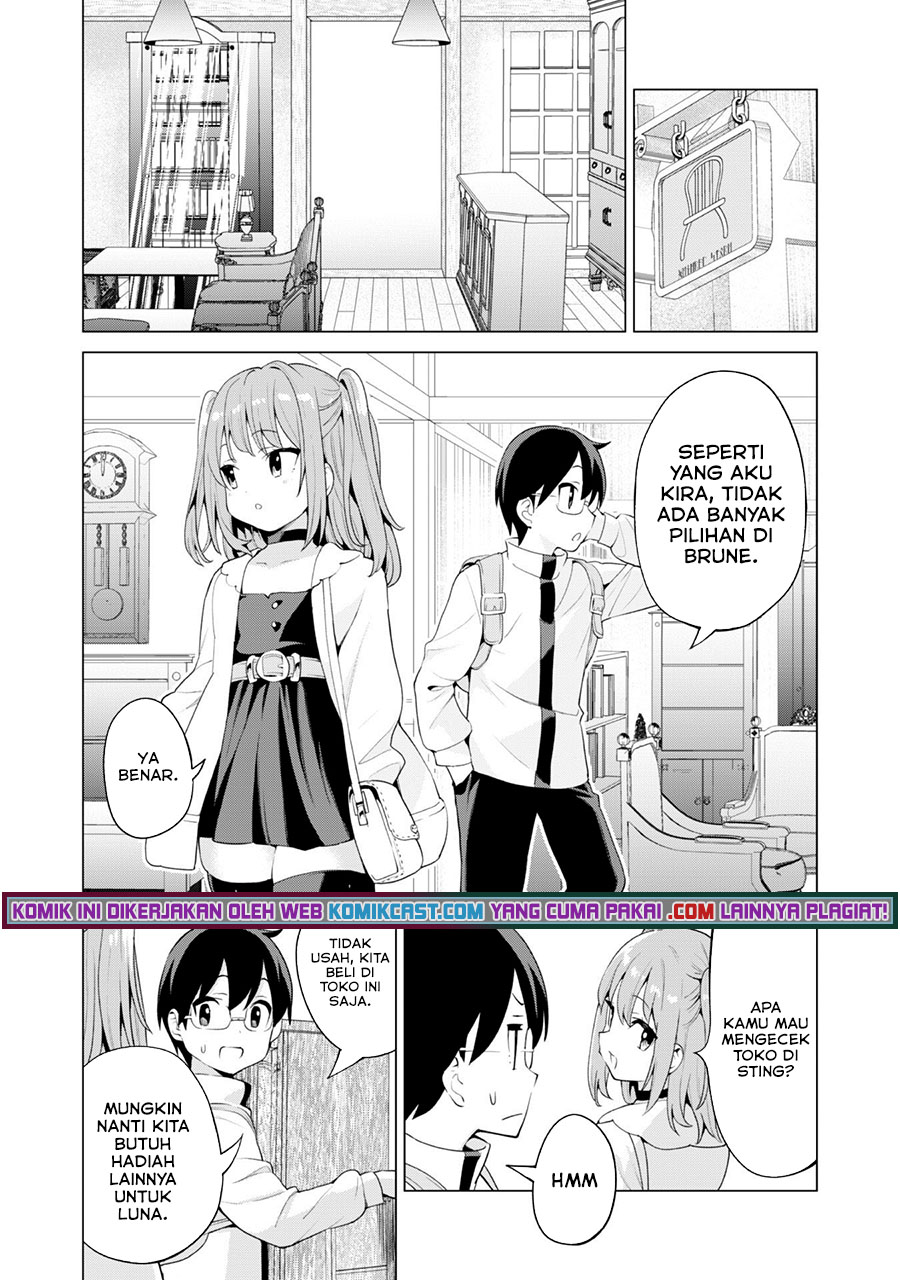 SEPERTI
YANG AKU
KIRA, TIDAK
ADA BANYAK
PILIHAN DI
BRUNE.
YA
BENAR.
KOMIK INI DIKERJAKAN OLEH WEB KOMIKCAST.COM YANG CUMA PAKAI .COM LAINNYA PLAGIAT!
APA
KAMU MAU
MENGECEK
TOKO DI
STING?
HMM
TIDAK
USAH, KITA
BELI DI
TOKO INI
SAJA.
MUNGKIN
NANTI KITA
BUTUH
HADIAH
LAINNYA
UNTUK
LUNA.